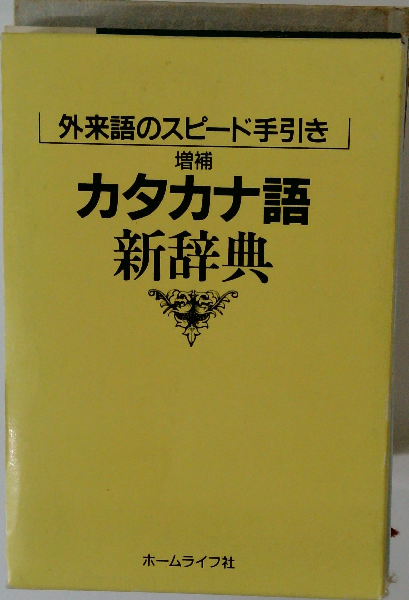 外来語のスピード手引き
増補
カタカナ語
新辞典
ホームライフ社